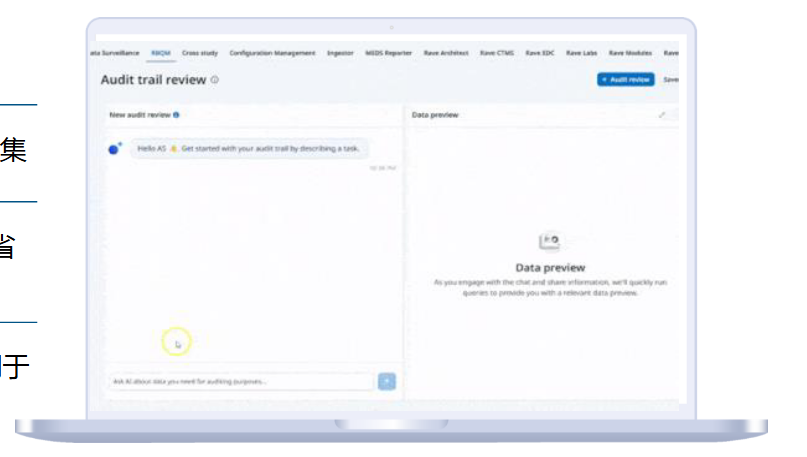 ata Surveillance RBQM Cross study Configuration Management Ingestor MEDS Reporter Rave Architect Rave CTMS Rave EDC Rave Labs Rave Modules Rave
Audit trail review
+ Audit review Save
New audit review
Data preview
集
Hello AS 👋 Get started with your audit trail by describing a task.
省
Data preview
As you engage with the chat and share information, we'll quickly run
queries to provide you with a relevant data preview.
于
Ask AI about data you need for auditing purposes...